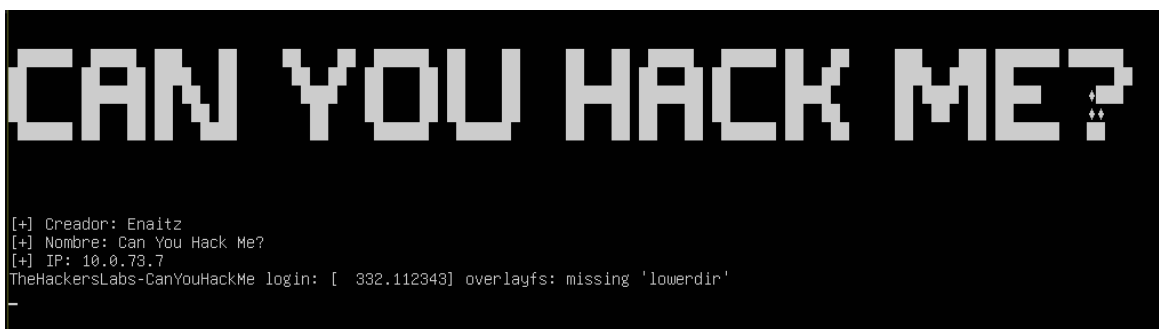 CAN YOU HACK ME?
[+] Creador: Enaitz
[+] Nombre: Can You Hack Me?
[+] IP: 10.0.73.7
TheHackersLabs-CanYouHackMe login: [  332.112343] overlayfs: missing 'lowerdir'